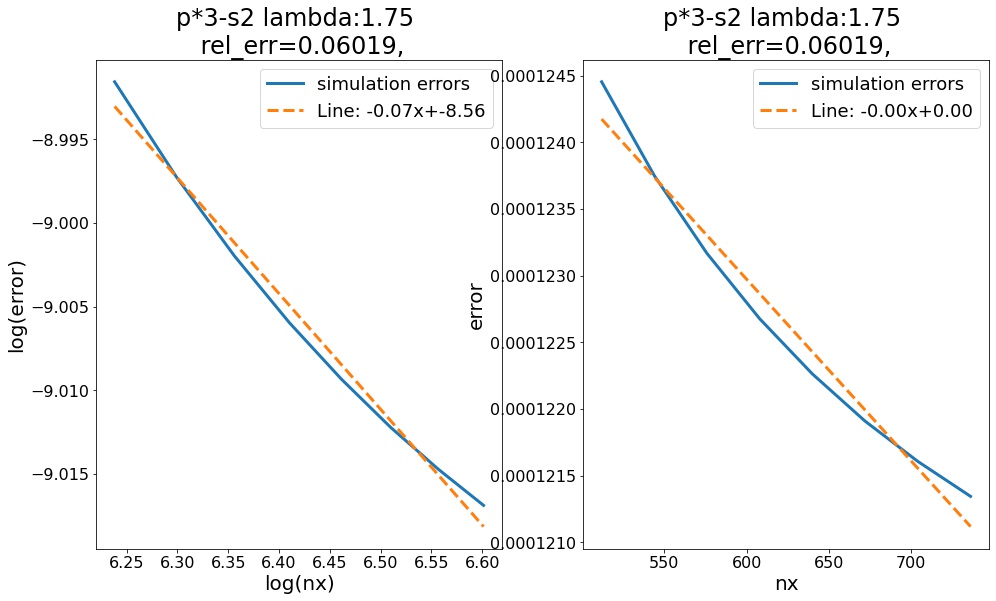 p*3-s2 lambda:1.75
rel_err=0.06019,
simulation errors
Line: -0.07x+-8.56
−8.995
−9.000
−9.005
−9.010
−9.015
log(error)
6.25 6.30 6.35 6.40 6.45 6.50 6.55 6.60
log(nx)
p*3-s2 lambda:1.75
rel_err=0.06019,
simulation errors
Line: -0.00x+0.00
0.0001245
0.0001240
0.0001235
0.0001230
0.0001225
0.0001220
0.0001215
0.0001210
error
550 600 650 700
nx